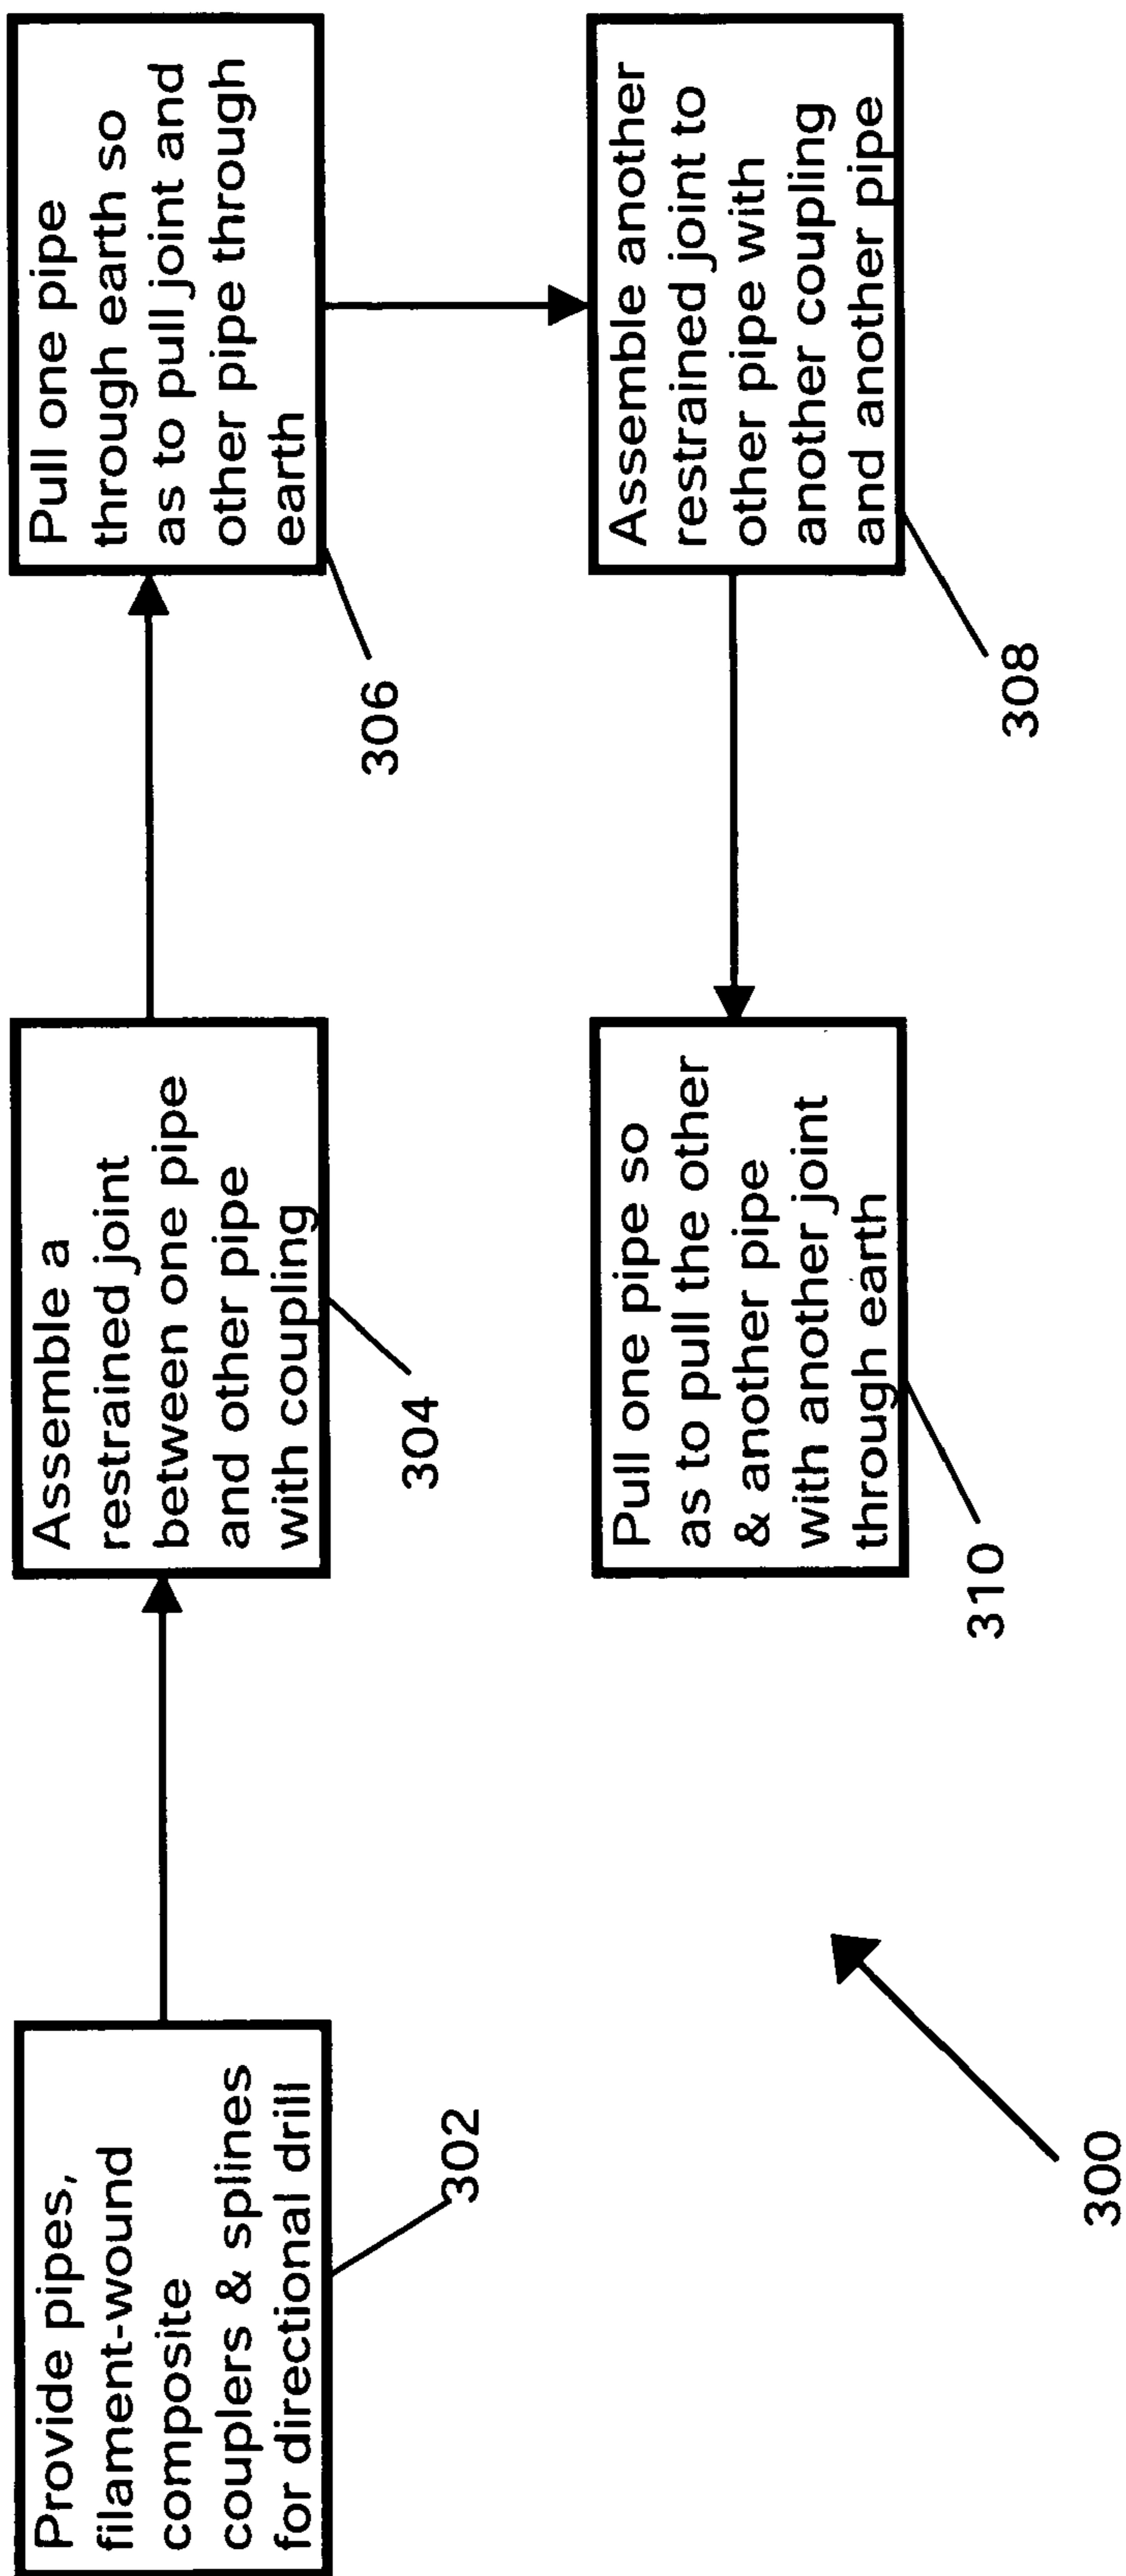 Provide pipes,
filament-wound
composite
couplers & splines
for directional drill
302
Assemble a
restrained joint
between one pipe
and other pipe
with coupling
304
Pull one pipe
through earth so
as to pull joint and
other pipe through
earth
306
Assemble another
restrained joint to
other pipe with
another coupling
and another pipe
308
Pull one pipe so
as to pull the other
& another pipe
with another joint
through earth
310
300